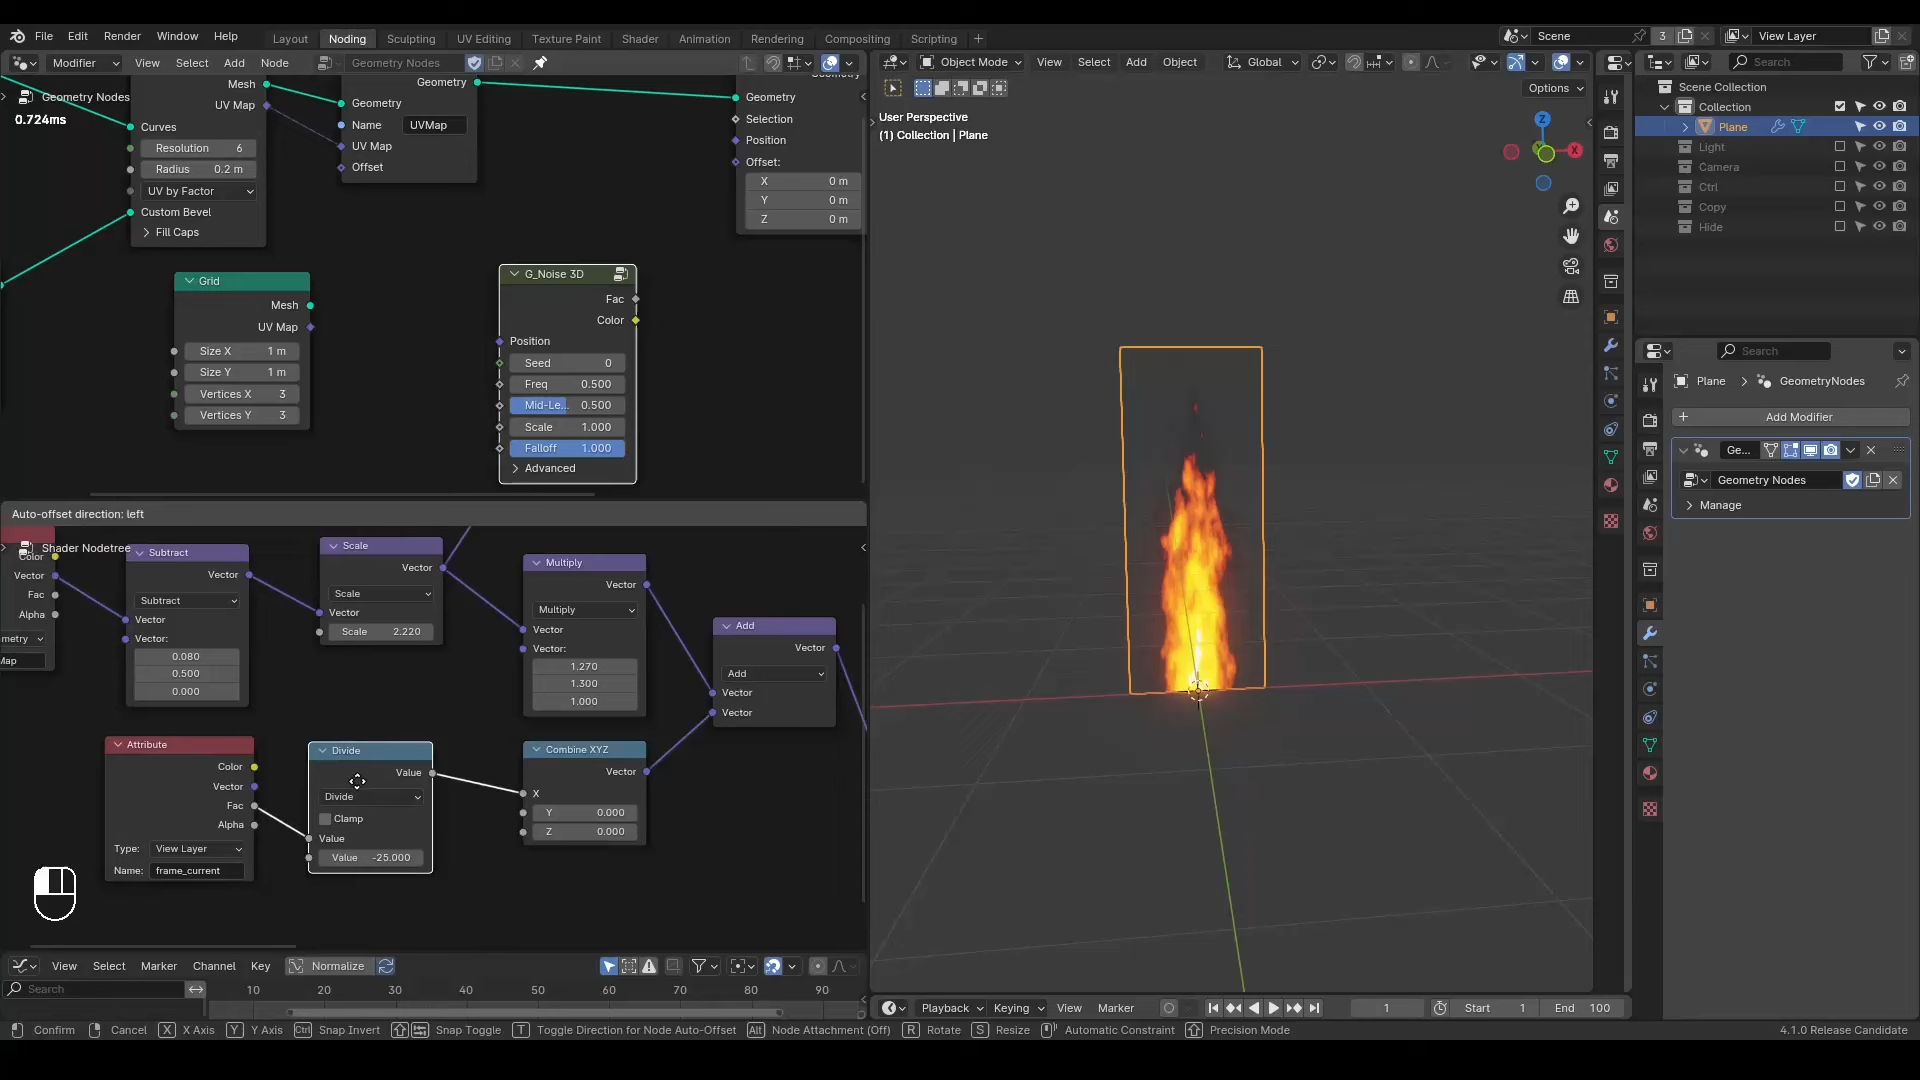 File Edit Render Window Help Layout Noding Sculpting UV Editing Texture Paint Shader Animation Rendering Compositing Scripting + Scene 3 View Layer
Modifier View Select Add Node Geometry Nodes
Object Mode View Select Add Object Global Search
Options
Geometry Nodes
0.724ms
Mesh
UV Map
Curves
Resolution 6
Radius 0.2 m
UV by Factor
Custom Bevel
Fill Caps
Geometry
Geometry
Name UVMap
UV Map
Offset
Geometry
Selection
Position
Offset:
X 0 m
Y 0 m
Z 0 m
Grid
Mesh
UV Map
Size X 1 m
Size Y 1 m
Vertices X 3
Vertices Y 3
G_Noise 3D
Fac
Color
Position
Seed 0
Freq 0.500
Mid-Le... 0.500
Scale 1.000
Falloff 1.000
Advanced
Auto-offset direction: left
Shader Nodetree
Color
Vector
Fac
Alpha
Subtract
Vector
Subtract
Vector
Vector:
0.080
0.500
0.000
Scale
Vector
Scale
Vector
Scale 2.220
Multiply
Vector
Multiply
Vector
Vector:
1.270
1.300
1.000
Add
Vector
Add
Vector
Vector
Attribute
Color
Vector
Fac
Alpha
Type: View Layer
Name: frame_current
Divide
Value
Divide
Clamp
Value
Value -25.000
Combine XYZ
Vector
X
Y 0.000
Z 0.000
User Perspective
(1) Collection | Plane
Z
X
Scene Collection
Collection
Plane
Light
Camera
Ctrl
Copy
Hide
Search
Plane > GeometryNodes
+ Add Modifier
Ge...
Geometry Nodes
Manage
View Select Marker Channel Key Normalize
Search 10 20 30 40 50 60 70 80 90
Playback Keying View Marker 1 Start 1 End 100
Confirm Cancel X X Axis Y Y Axis Ctrl Snap Invert Snap Toggle T Toggle Direction for Node Auto-Offset Alt Node Attachment (Off) R Rotate S Resize Automatic Constraint Precision Mode 4.1.0 Release Candidate